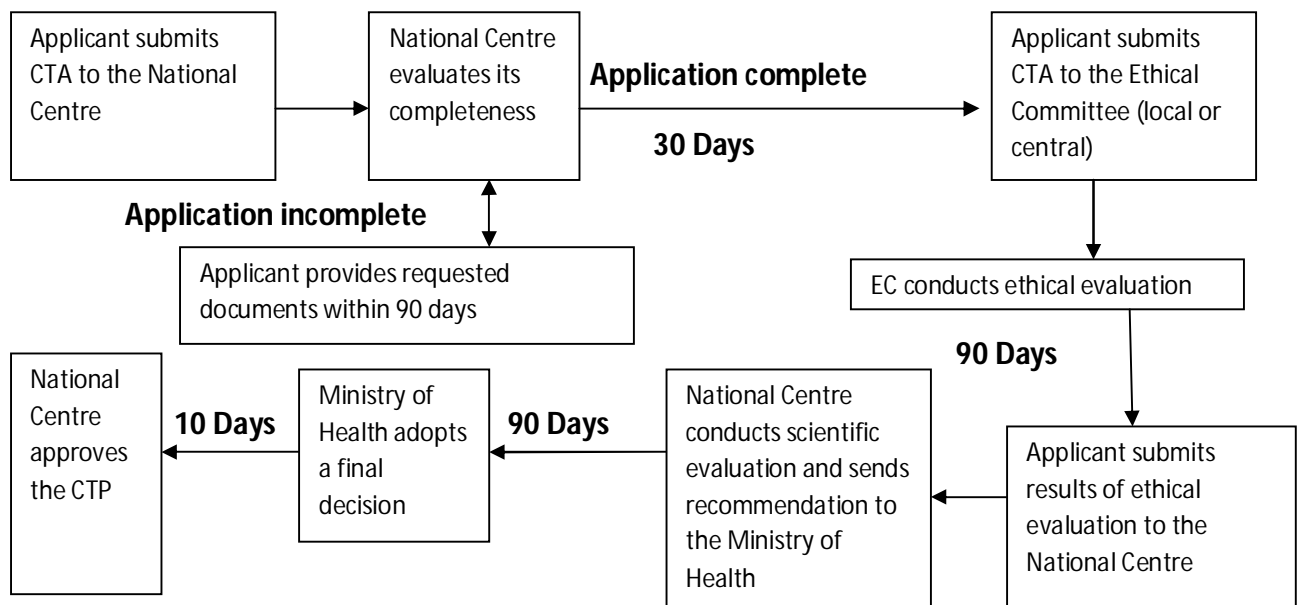 Applicant submits
CTA to the National
Centre
National Centre
evaluates its
completeness
Application complete
30 Days
Applicant submits
CTA to the Ethical
Committee (local or
central)
Application incomplete
Applicant provides requested
documents within 90 days
EC conducts ethical evaluation
90 Days
Applicant submits
results of ethical
evaluation to the
National Centre
National Centre
conducts scientific
evaluation and sends
recommendation to
the Ministry of
Health
90 Days
Ministry of
Health adopts
a final
decision
10 Days
National
Centre
approves
the CTP